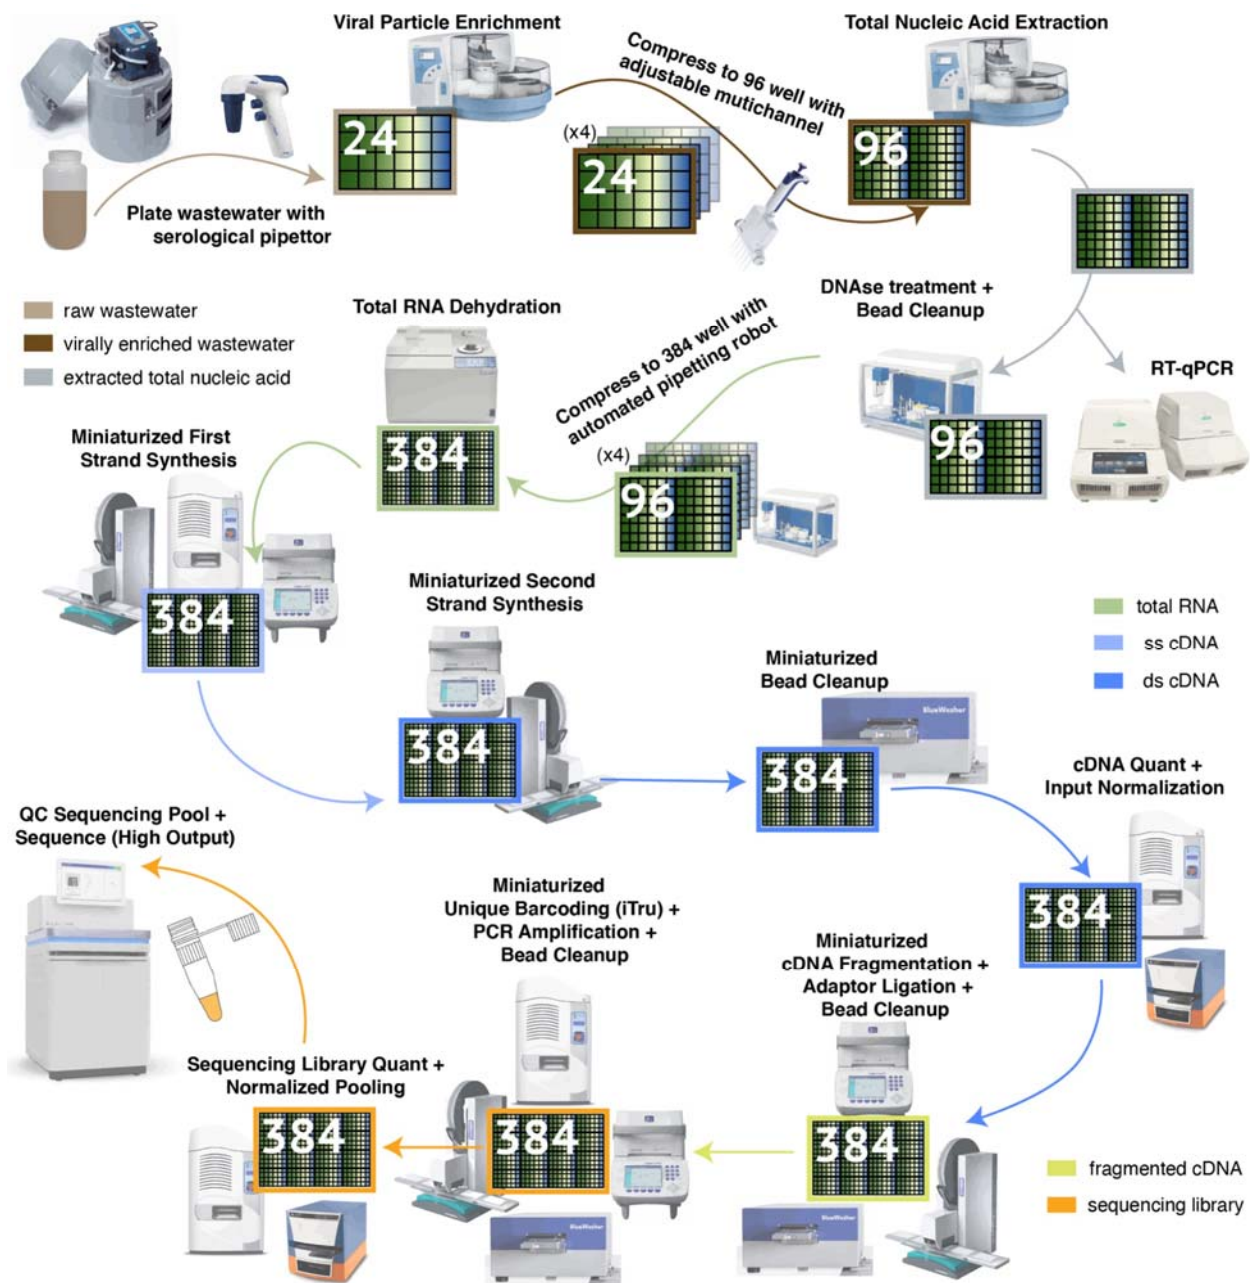 Viral Particle Enrichment
Total Nucleic Acid Extraction
Compress to 96 well with
adjustable mutichannel
24
(x4)
24
96
Plate wastewater with
serological pipettor
raw wastewater
virally enriched wastewater
extracted total nucleic acid
Total RNA Dehydration
Compress to 384 well with
automated pipetting robot
DNAse treatment +
Bead Cleanup
RT-qPCR
96
384
(x4)
96
Miniaturized First
Strand Synthesis
384
Miniaturized Second
Strand Synthesis
384
total RNA
ss cDNA
ds cDNA
Miniaturized
Bead Cleanup
BlueWasher
384
cDNA Quant +
Input Normalization
384
QC Sequencing Pool +
Sequence (High Output)
Miniaturized
Unique Barcoding (iTru) +
PCR Amplification +
Bead Cleanup
Miniaturized
cDNA Fragmentation +
Adaptor Ligation +
Bead Cleanup
Sequencing Library Quant +
Normalized Pooling
384
384
384
BlueWasher
BlueWasher
fragmented cDNA
sequencing library